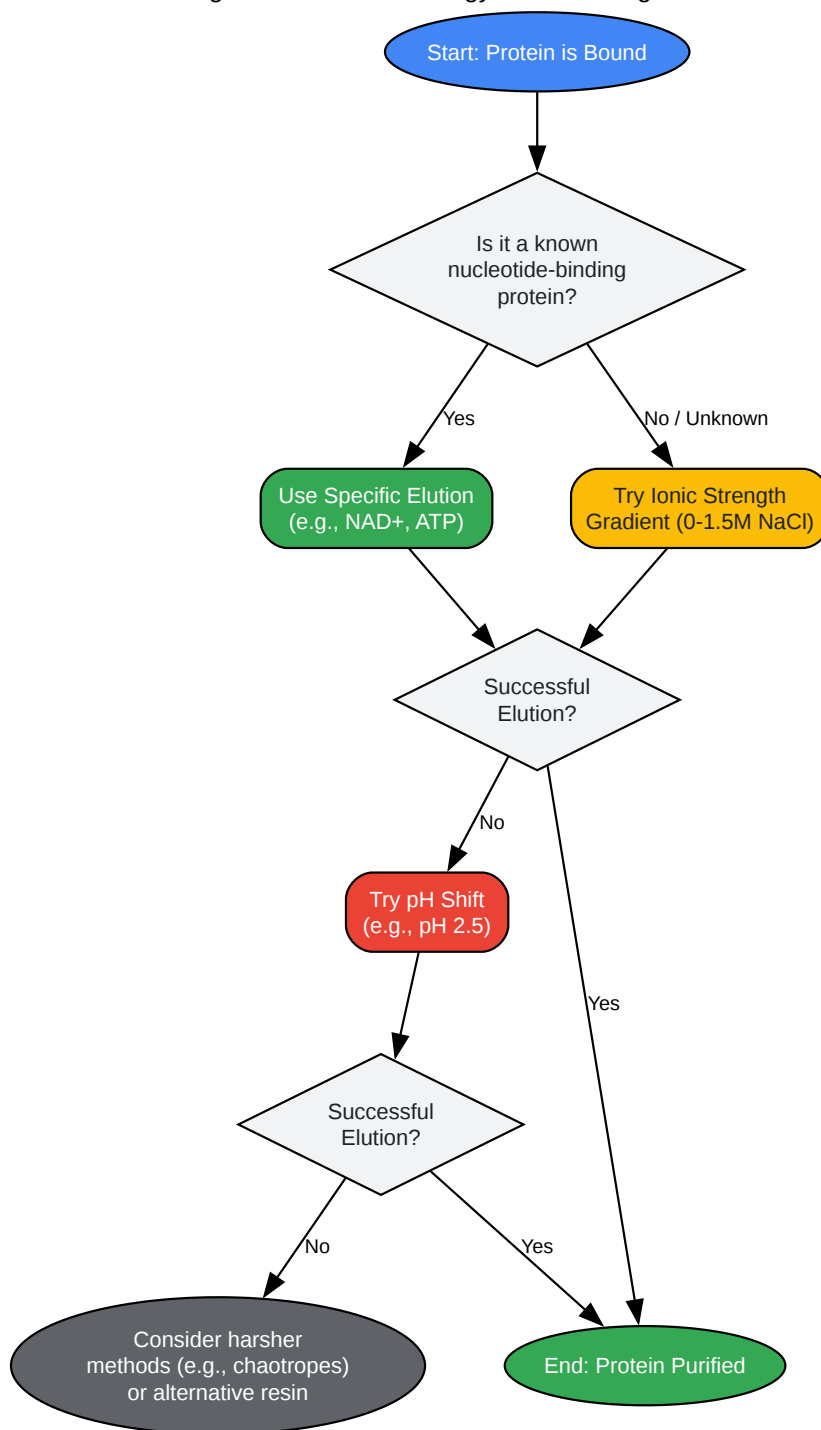 Start: Protein is Bound
Is it a known
nucleotide-binding
protein?
Yes
No / Unknown
Use Specific Elution
(e.g., NAD+, ATP)
Try Ionic Strength
Gradient (0-1.5M NaCl)
Successful
Elution?
No
Try pH Shift
(e.g., pH 2.5)
Yes
Successful
Elution?
No
Yes
Consider harsher
methods (e.g., chaotropes)
or alternative resin
End: Protein Purified